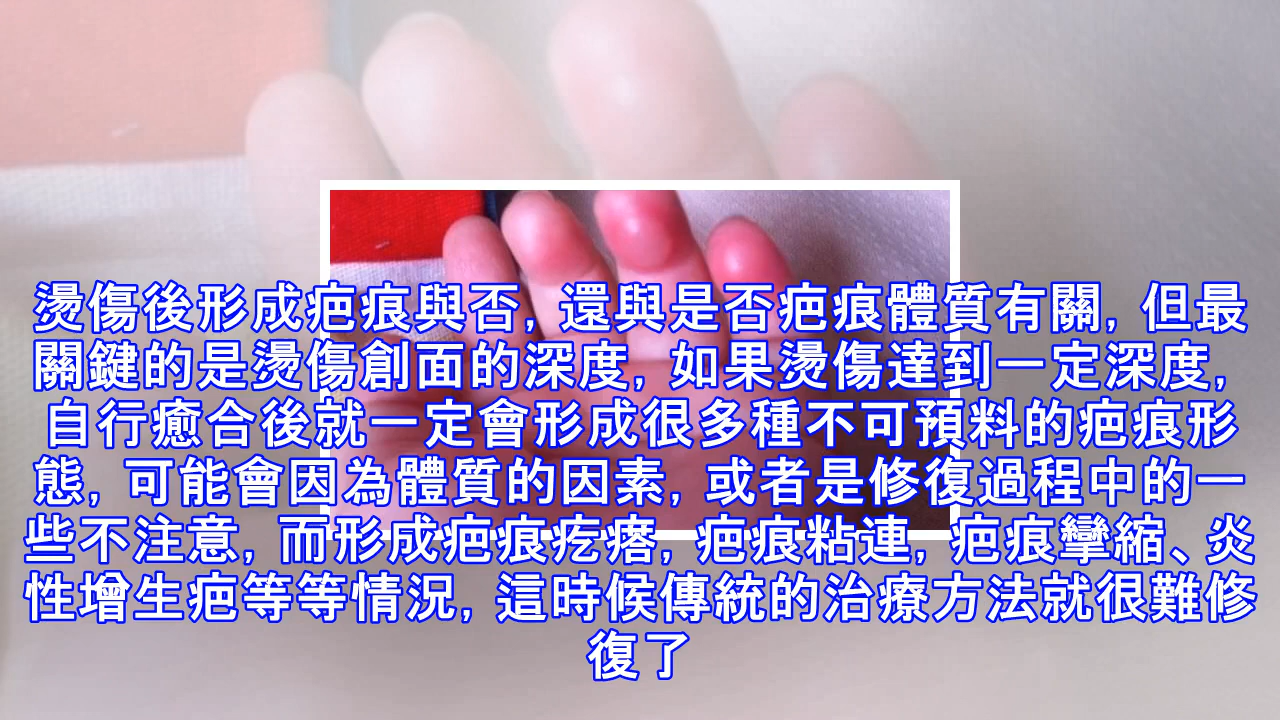 燙傷後形成疤痕與否, 還與是否疤痕體質有關, 但最
關鍵的是燙傷創面的深度, 如果燙傷達到一定深度,
自行癒合後就一定會形成很多種不可預料的疤痕形
態, 可能會因為體質的因素, 或者是修復過程中的一
些不注意, 而形成疤痕疙瘩, 疤痕粘連, 疤痕攣縮、炎
性增生疤等等情況, 這時候傳統的治療方法就很難修
復了